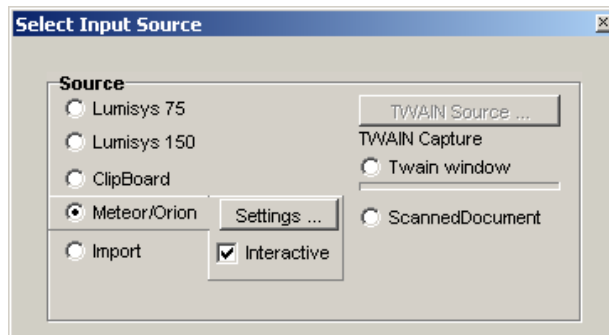 Select Input Source
Source
Lumisys 75
Lumisys 150
ClipBoard
Meteor/Orion
Settings ...
Import
Interactive
TWAIN Source ...
TWAIN Capture
Twain window
ScannedDocument